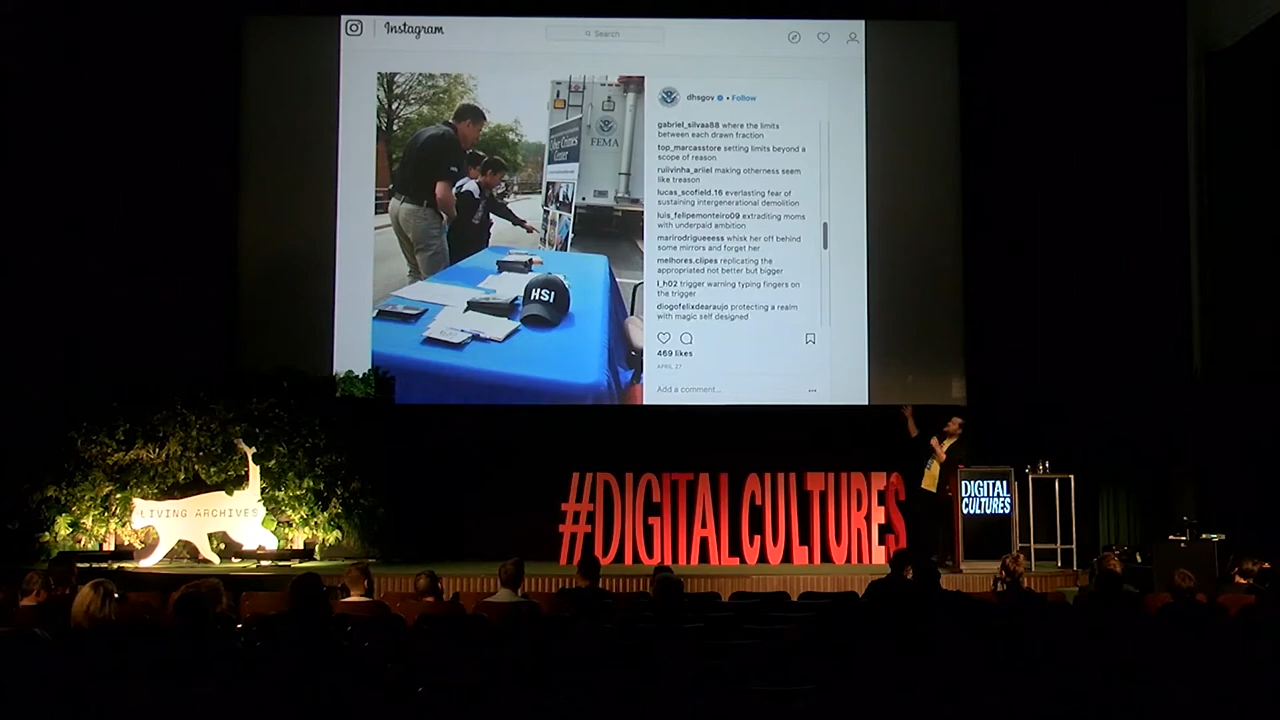 Instagram
Search
dhsgov • Follow
gabriel_silvaa88 where the limits
between each drawn fraction
top_marcasstore setting limits beyond a
scope of reason
ruiivinha_ariiel making otherness seem
like treason
lucas_scofield.16 everlasting fear of
sustaining intergenerational demolition
luis_felipemonteiro09 extraditing moms
with underpaid ambition
marirodrigueeess whisk her off behind
some mirrors and forget her
melhores.clipes replicating the
appropriated not better but bigger
l_h02 trigger warning typing fingers on
the trigger
diogofelixdearaujo protecting a realm
with magic self designed
469 likes
APRIL 27
Add a comment...
FEMA
Cyber Crimes
Center
HSI
LIVING ARCHIVES
#DIGITALCULTURES
DIGITAL
CULTURES